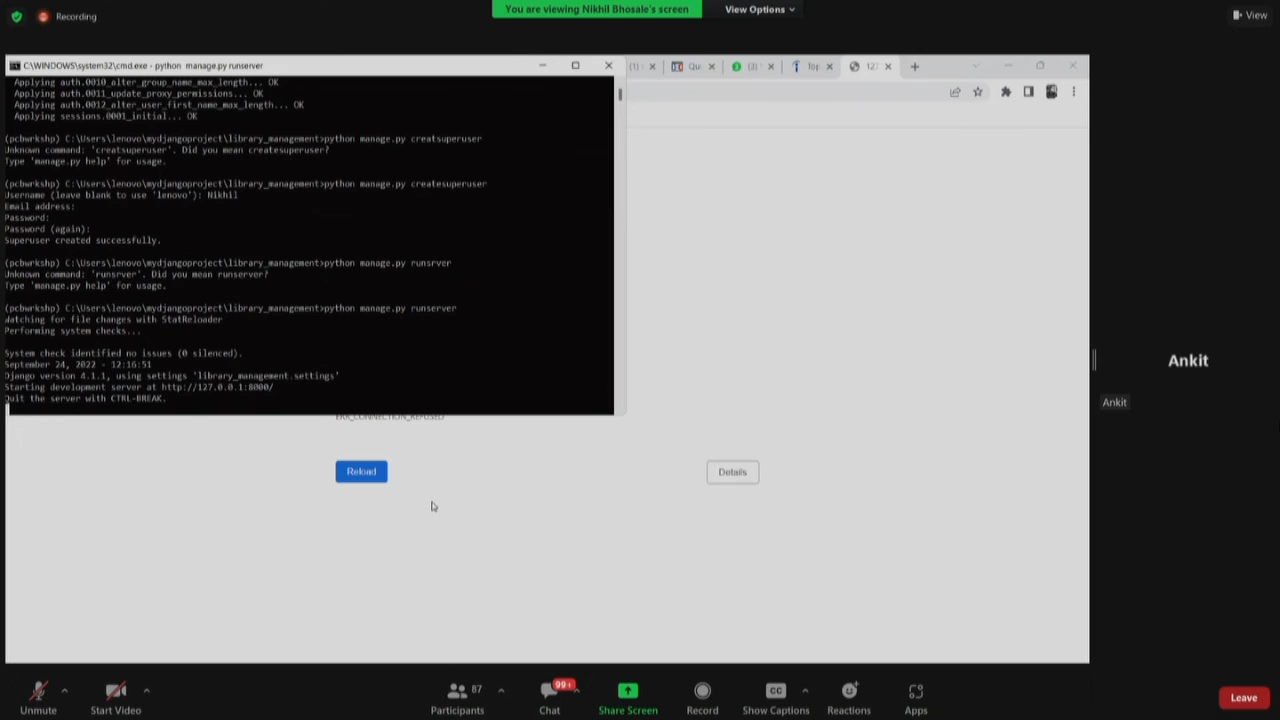 You are viewing Nikhil Bhosale's screen
View Options
Recording
View
C:\WINDOWS\system32\cmd.exe - python manage.py runserver
Applying auth.0010_alter_group_name_max_length... OK
Applying auth.0011_update_proxy_permissions... OK
Applying auth.0012_alter_user_first_name_max_length... OK
Applying sessions.0001_initial... OK
(pcbwrkshp) C:\Users\lenovo\mydjangoproject\library_management>python manage.py creatsuperuser
Unknown command: 'creatsuperuser'. Did you mean createsuperuser?
Type 'manage.py help' for usage.
(pcbwrkshp) C:\Users\lenovo\mydjangoproject\library_management>python manage.py createsuperuser
Username (leave blank to use 'lenovo'): Nikhil
Email address:
Password:
Password (again):
Superuser created successfully.
(pcbwrkshp) C:\Users\lenovo\mydjangoproject\library_management>python manage.py runsrver
Unknown command: 'runsrver'. Did you mean runserver?
Type 'manage.py help' for usage.
(pcbwrkshp) C:\Users\lenovo\mydjangoproject\library_management>python manage.py runserver
Watching for file changes with StatReloader
Performing system checks...
System check identified no issues (0 silenced).
September 24, 2022 - 12:16:51
Django version 4.1.1, using settings 'library_management.settings'
Starting development server at http://127.0.0.1:8000/
Quit the server with CTRL-BREAK.
(1)
Qu
(2)
Top
127
ERR_CONNECTION_REFUSED
Reload
Details
Ankit
Ankit
Unmute
Start Video
Participants
87
Chat
99+
Share Screen
Record
CC
Show Captions
Reactions
Apps
Leave